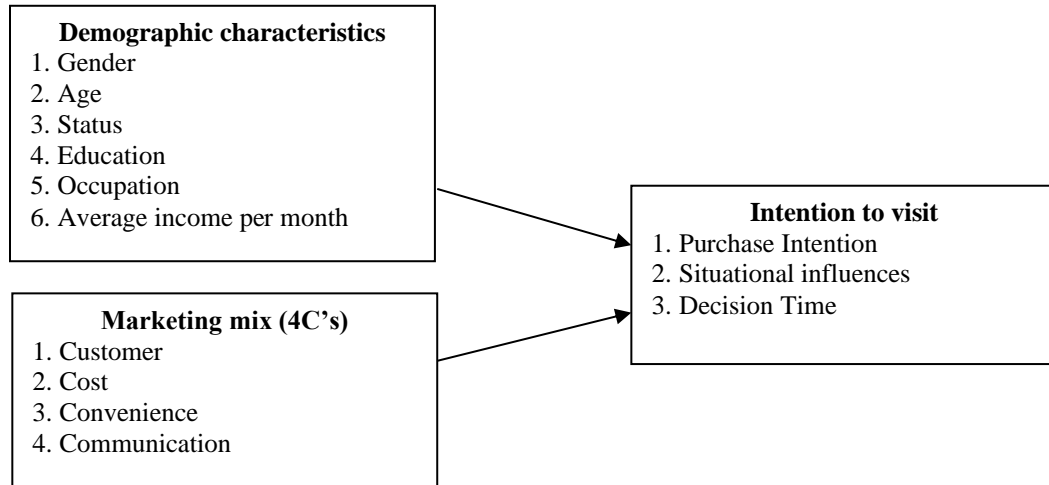 Demographic characteristics
1. Gender
2. Age
3. Status
4. Education
5. Occupation
6. Average income per month
Marketing mix (4C’s)
1. Customer
2. Cost
3. Convenience
4. Communication
Intention to visit
1. Purchase Intention
2. Situational influences
3. Decision Time